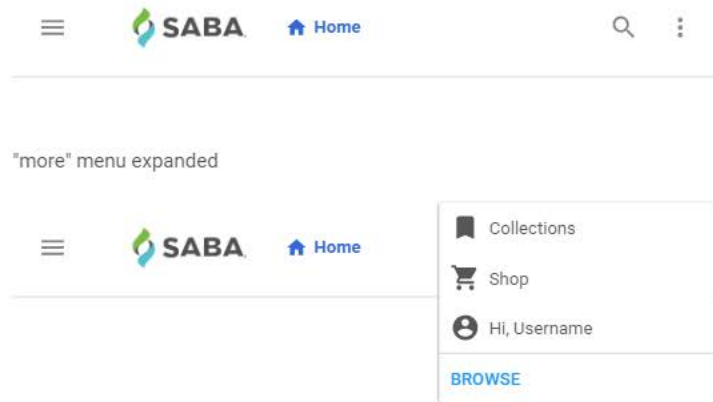 SABA Home
"more" menu expanded
SABA Home
Collections
Shop
Hi, Username
BROWSE